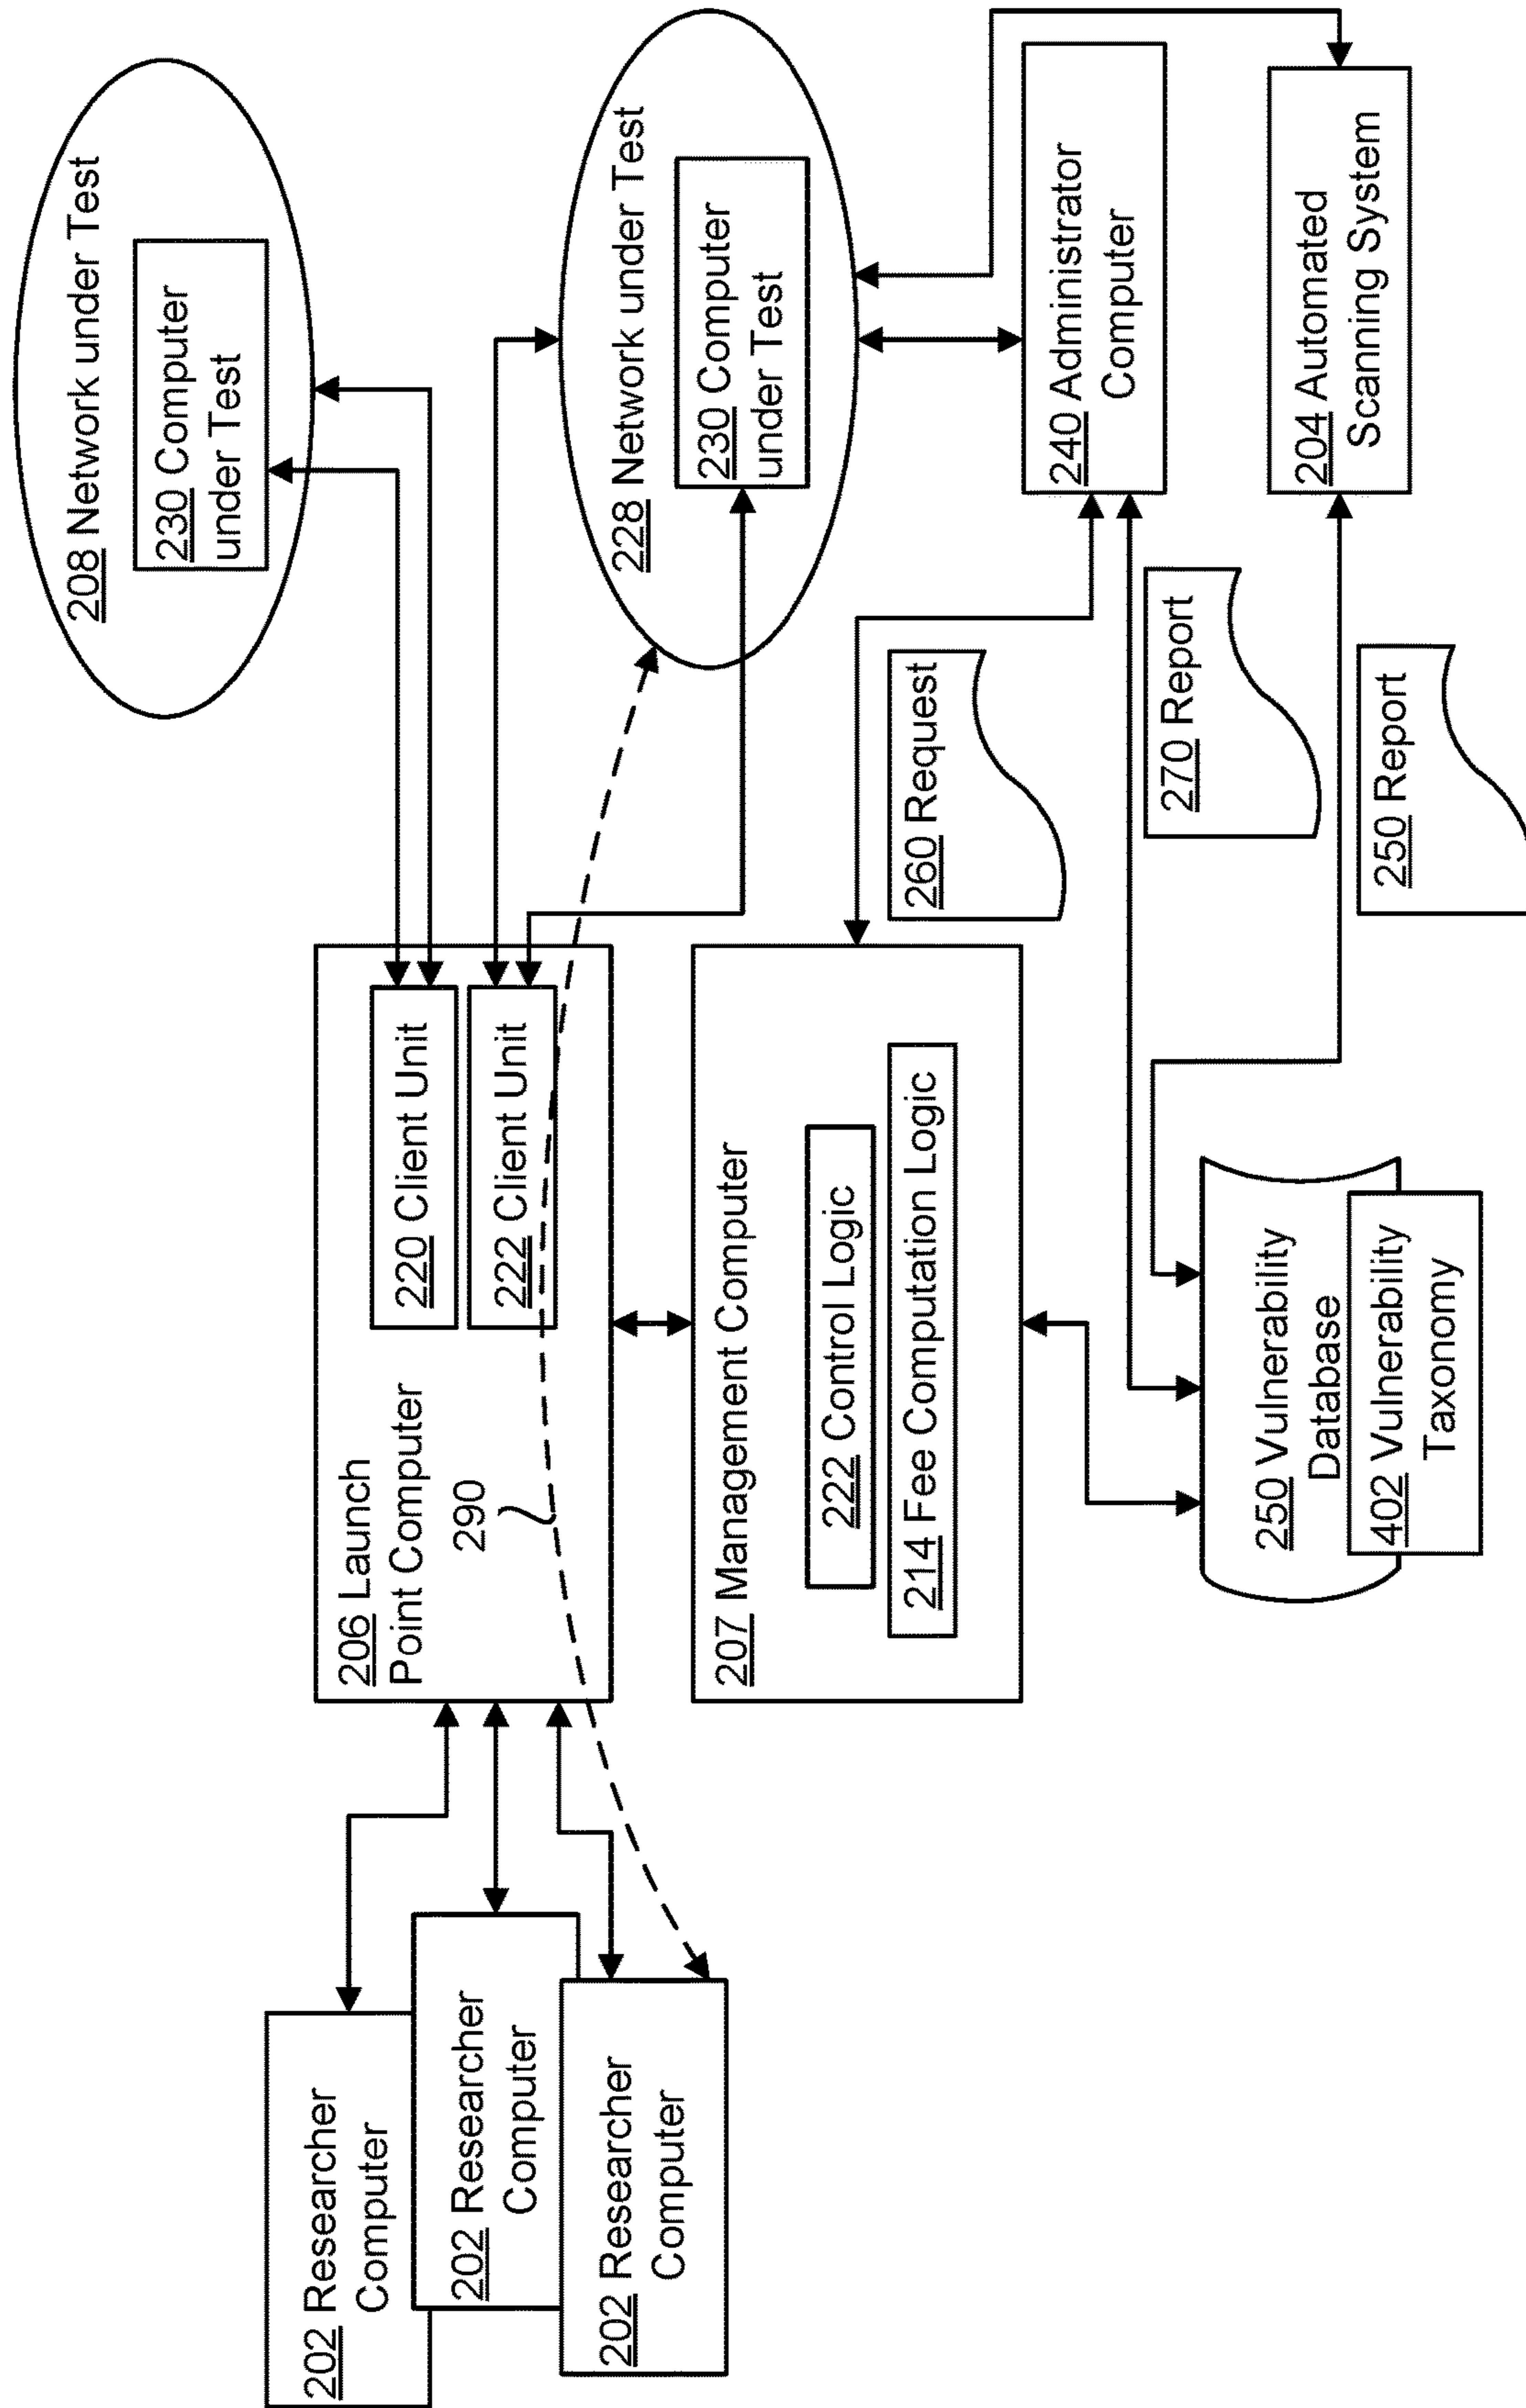 208 Network under Test
230 Computer
under Test
206 Launch
Point Computer
290
220 Client Unit
222 Client Unit
228 Network under Test
230 Computer
under Test
202 Researcher
Computer
202 Researcher
Computer
202 Researcher
Computer
207 Management Computer
222 Control Logic
214 Fee Computation Logic
260 Request
240 Administrator
Computer
270 Report
204 Automated
Scanning System
250 Report
250 Vulnerability
Database
402 Vulnerability
Taxonomy